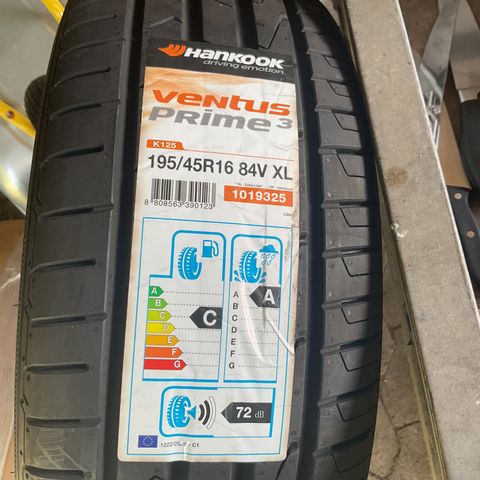 HANKOOK
driving emotion
ventus
PRime³
K125
195/45R16 84V XL
8 808563 390123
1019325
A
B
C
D
E
F
G
C
A
B
C
D
E
F
G
A
72 dB